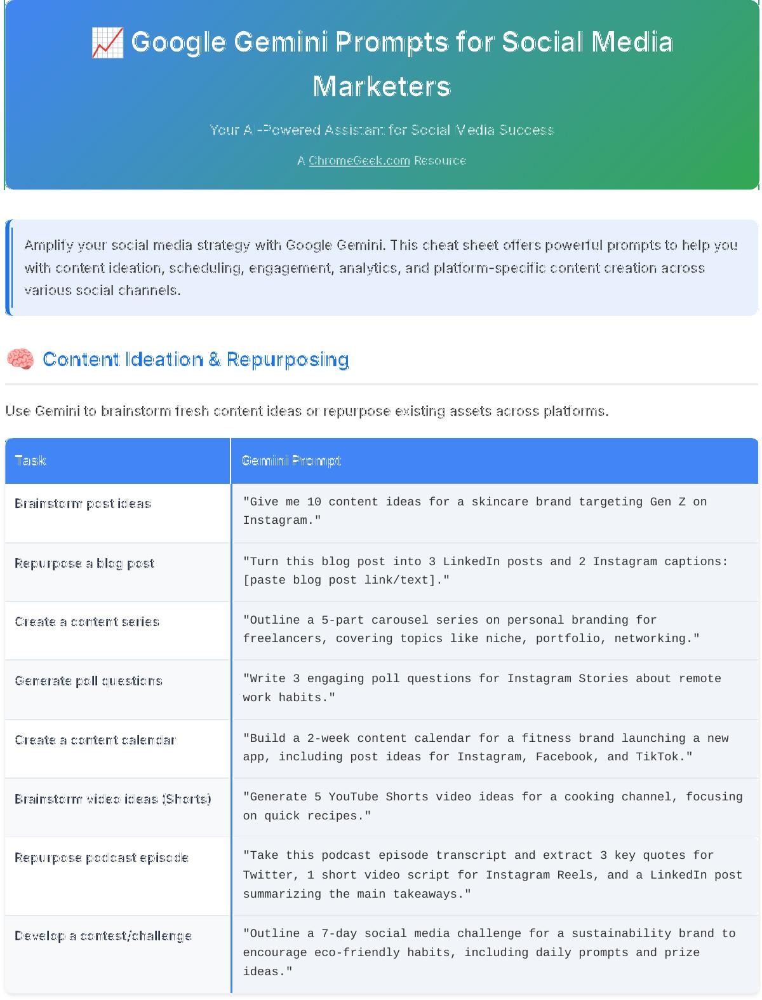 📈 Google Gemini Prompts for Social Media
Marketers
Your AI-Powered Assistant for Social Media Success
A ChromeGeek.com Resource
Amplify your social media strategy with Google Gemini. This cheat sheet offers powerful prompts to help you
with content ideation, scheduling, engagement, analytics, and platform-specific content creation across
various social channels.
🧠 Content Ideation & Repurposing
Use Gemini to brainstorm fresh content ideas or repurpose existing assets across platforms.
Task
Gemini Prompt
Brainstorm post ideas
"Give me 10 content ideas for a skincare brand targeting Gen Z on
Instagram."
Repurpose a blog post
"Turn this blog post into 3 LinkedIn posts and 2 Instagram captions:
[paste blog post link/text]."
Create a content series
"Outline a 5-part carousel series on personal branding for
freelancers, covering topics like niche, portfolio, networking."
Generate poll questions
"Write 3 engaging poll questions for Instagram Stories about remote
work habits."
Create a content calendar
"Build a 2-week content calendar for a fitness brand launching a new
app, including post ideas for Instagram, Facebook, and TikTok."
Brainstorm video ideas (Shorts)
"Generate 5 YouTube Shorts video ideas for a cooking channel, focusing
on quick recipes."
Repurpose podcast episode
"Take this podcast episode transcript and extract 3 key quotes for
Twitter, 1 short video script for Instagram Reels, and a LinkedIn post
summarizing the main takeaways."
Develop a contest/challenge
"Outline a 7-day social media challenge for a sustainability brand to
encourage eco-friendly habits, including daily prompts and prize
ideas."